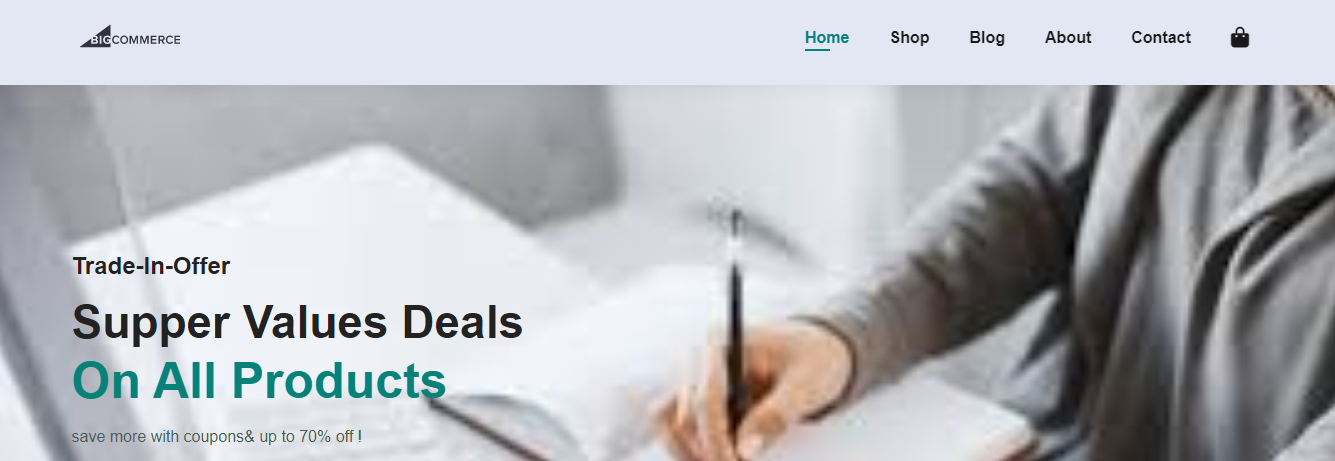 BIGCOMMERCE
Home Shop Blog About Contact
Trade-In-Offer
Supper Values Deals
On All Products
save more with coupons& up to 70% off !